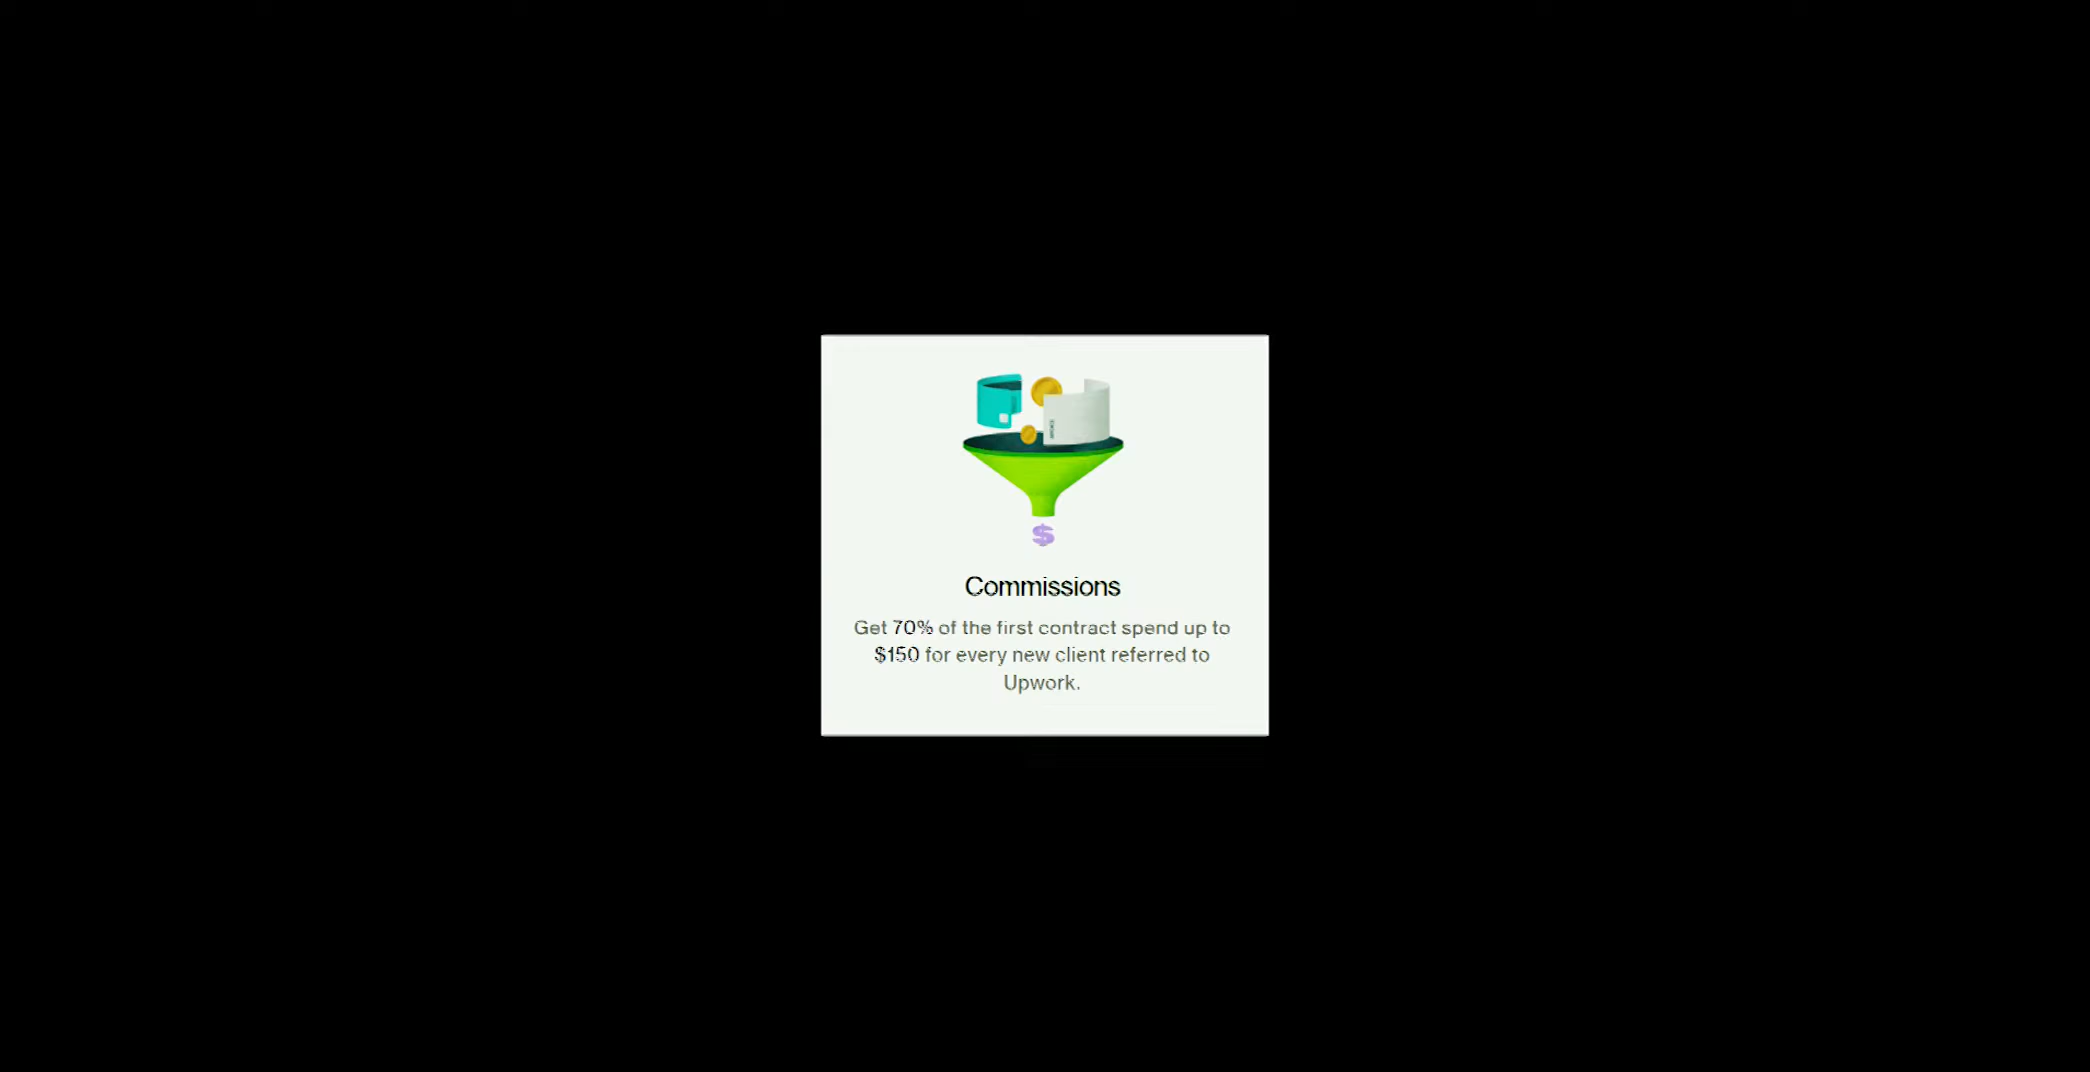 Commissions
Get 70% of the first contract spend up to
$150 for every new client referred to
Upwork.